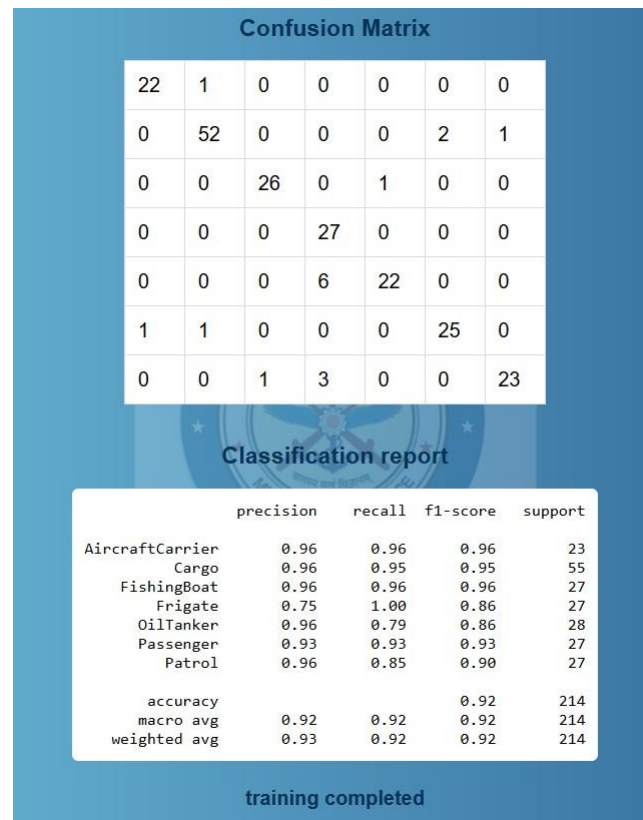 Confusion Matrix
22 1 0 0 0 0 0
0 52 0 0 0 2 1
0 0 26 0 1 0 0
0 0 0 27 0 0 0
0 0 0 6 22 0 0
1 1 0 0 0 25 0
0 0 1 3 0 0 23
Classification report
precision recall f1-score support
AircraftCarrier 0.96 0.96 0.96 23
Cargo 0.96 0.95 0.95 55
FishingBoat 0.96 0.96 0.96 27
Frigate 0.75 1.00 0.86 27
OilTanker 0.96 0.79 0.86 28
Passenger 0.93 0.93 0.93 27
Patrol 0.96 0.85 0.90 27
accuracy 0.92 214
macro avg 0.92 0.92 0.92 214
weighted avg 0.93 0.92 0.92 214
training completed